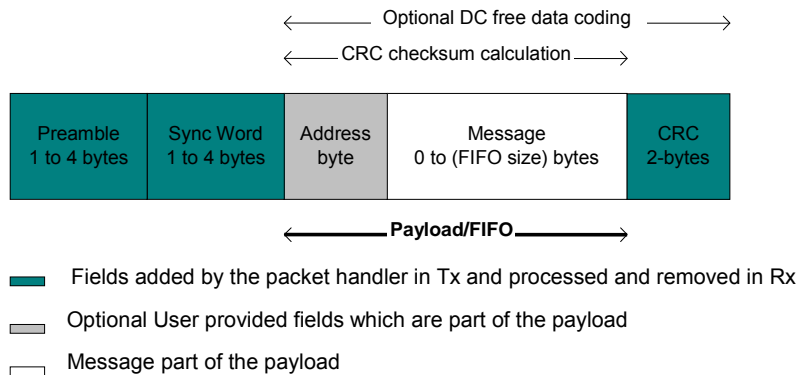 Optional DC free data coding
CRC checksum calculation
Preamble
1 to 4 bytes
Sync Word
1 to 4 bytes
Address
byte
Message
0 to (FIFO size) bytes
CRC
2-bytes
Payload/FIFO
Fields added by the packet handler in Tx and processed and removed in Rx
Optional User provided fields which are part of the payload
Message part of the payload